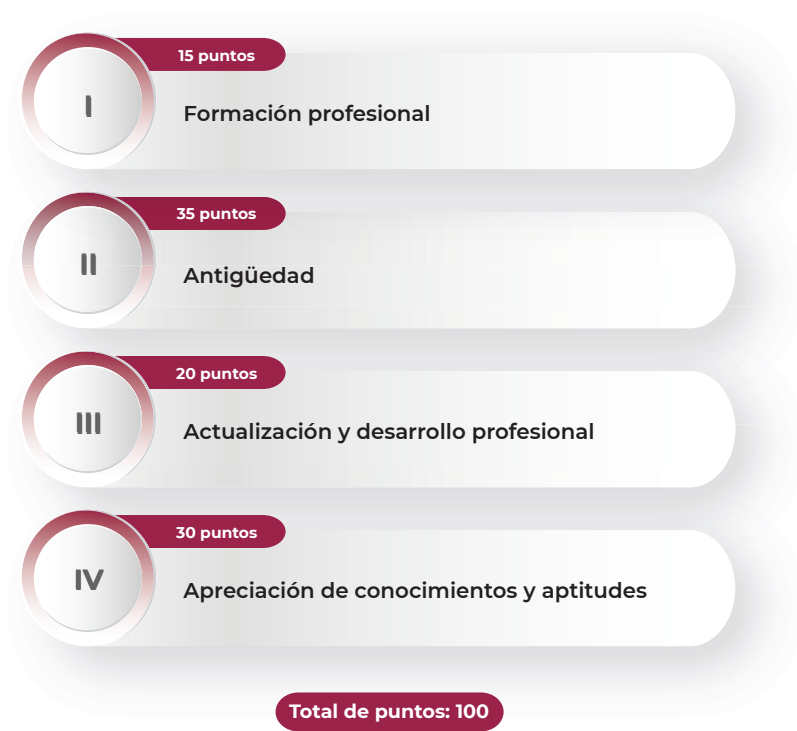 15 puntos
I
Formación profesional
35 puntos
II
Antigüedad
20 puntos
III
Actualización y desarrollo profesional
30 puntos
IV
Apreciación de conocimientos y aptitudes
Total de puntos: 100